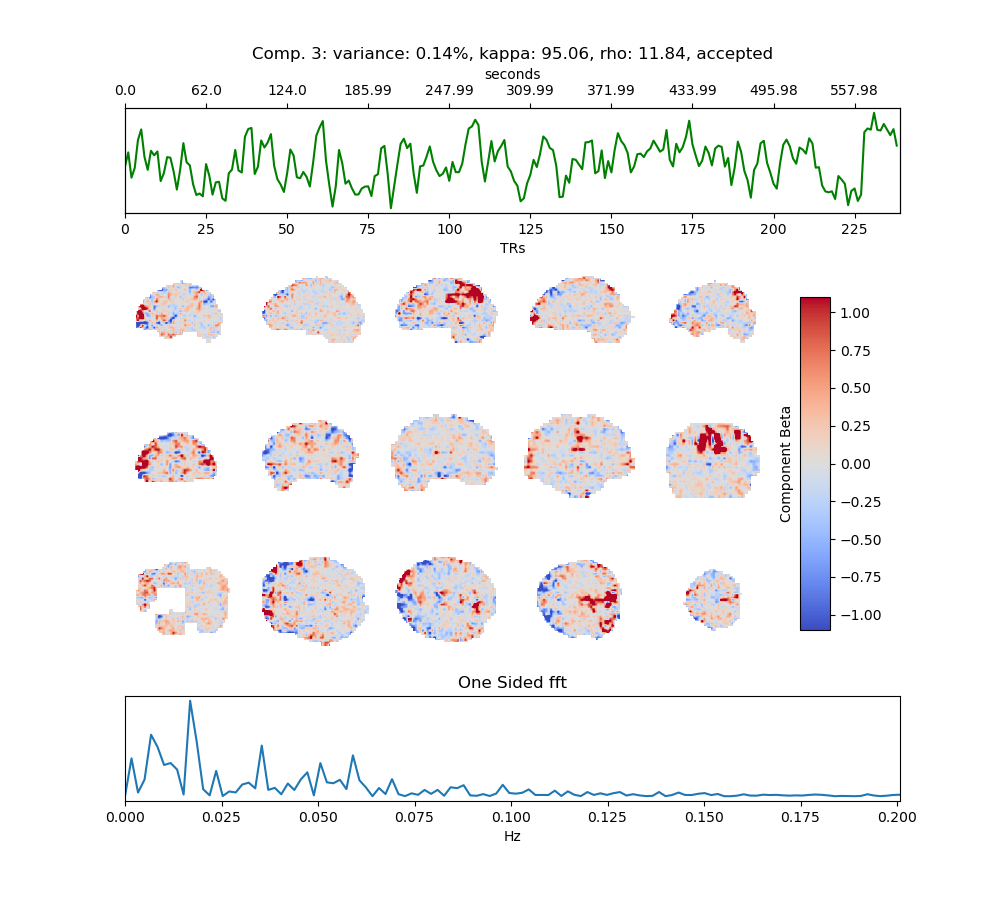 Comp. 3: variance: 0.14%, kappa: 95.06, rho: 11.84, accepted
seconds
0.0 62.0 124.0 185.99 247.99 309.99 371.99 433.99 495.98 557.98
0 25 50 75 100 125 150 175 200 225
TRs
1.00
0.75
0.50
0.25
0.00
−0.25
−0.50
−0.75
−1.00
Component Beta
One Sided fft
0.000 0.025 0.050 0.075 0.100 0.125 0.150 0.175 0.200
Hz